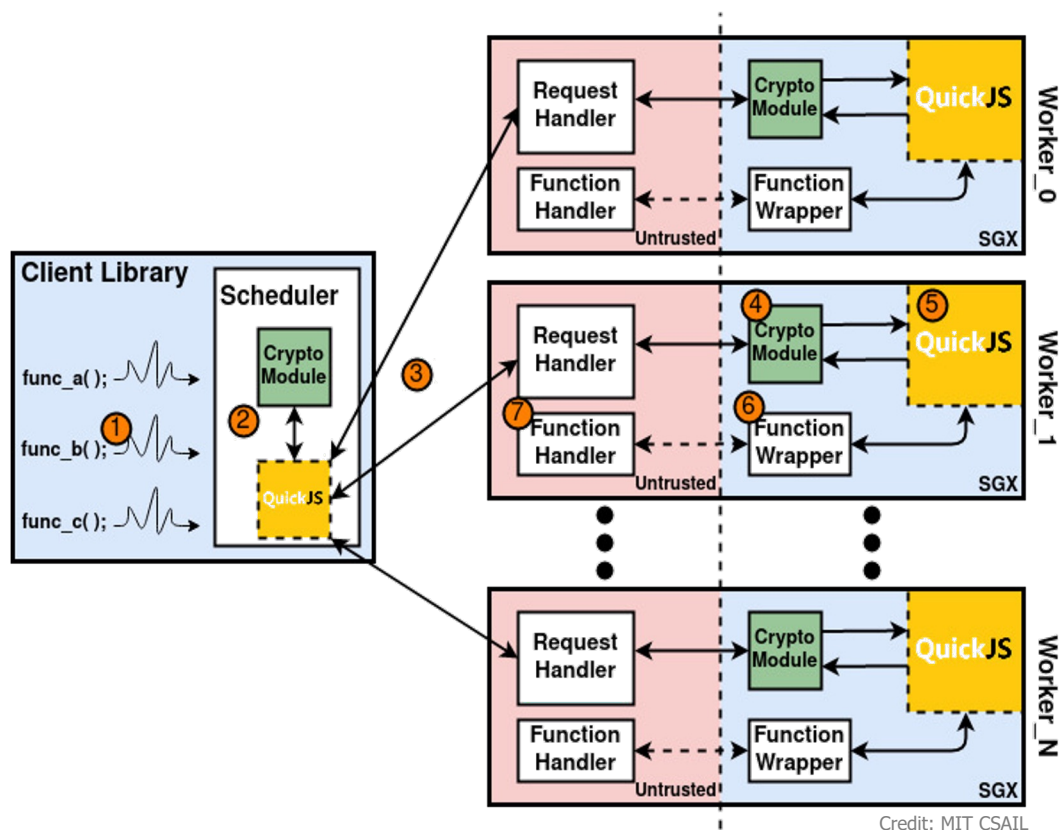 Client Library
Scheduler
Crypto
Module
QuickJS
func_a( );
func_b( );
func_c( );
1
2
3
Request
Handler
Function
Handler
Untrusted
Crypto
Module
QuickJS
Function
Wrapper
SGX
Worker_0
Request
Handler
7
Function
Handler
Untrusted
4
Crypto
Module
5
QuickJS
6
Function
Wrapper
SGX
Worker_1
Request
Handler
Function
Handler
Untrusted
Crypto
Module
QuickJS
Function
Wrapper
SGX
Worker_N
Credit: MIT CSAIL